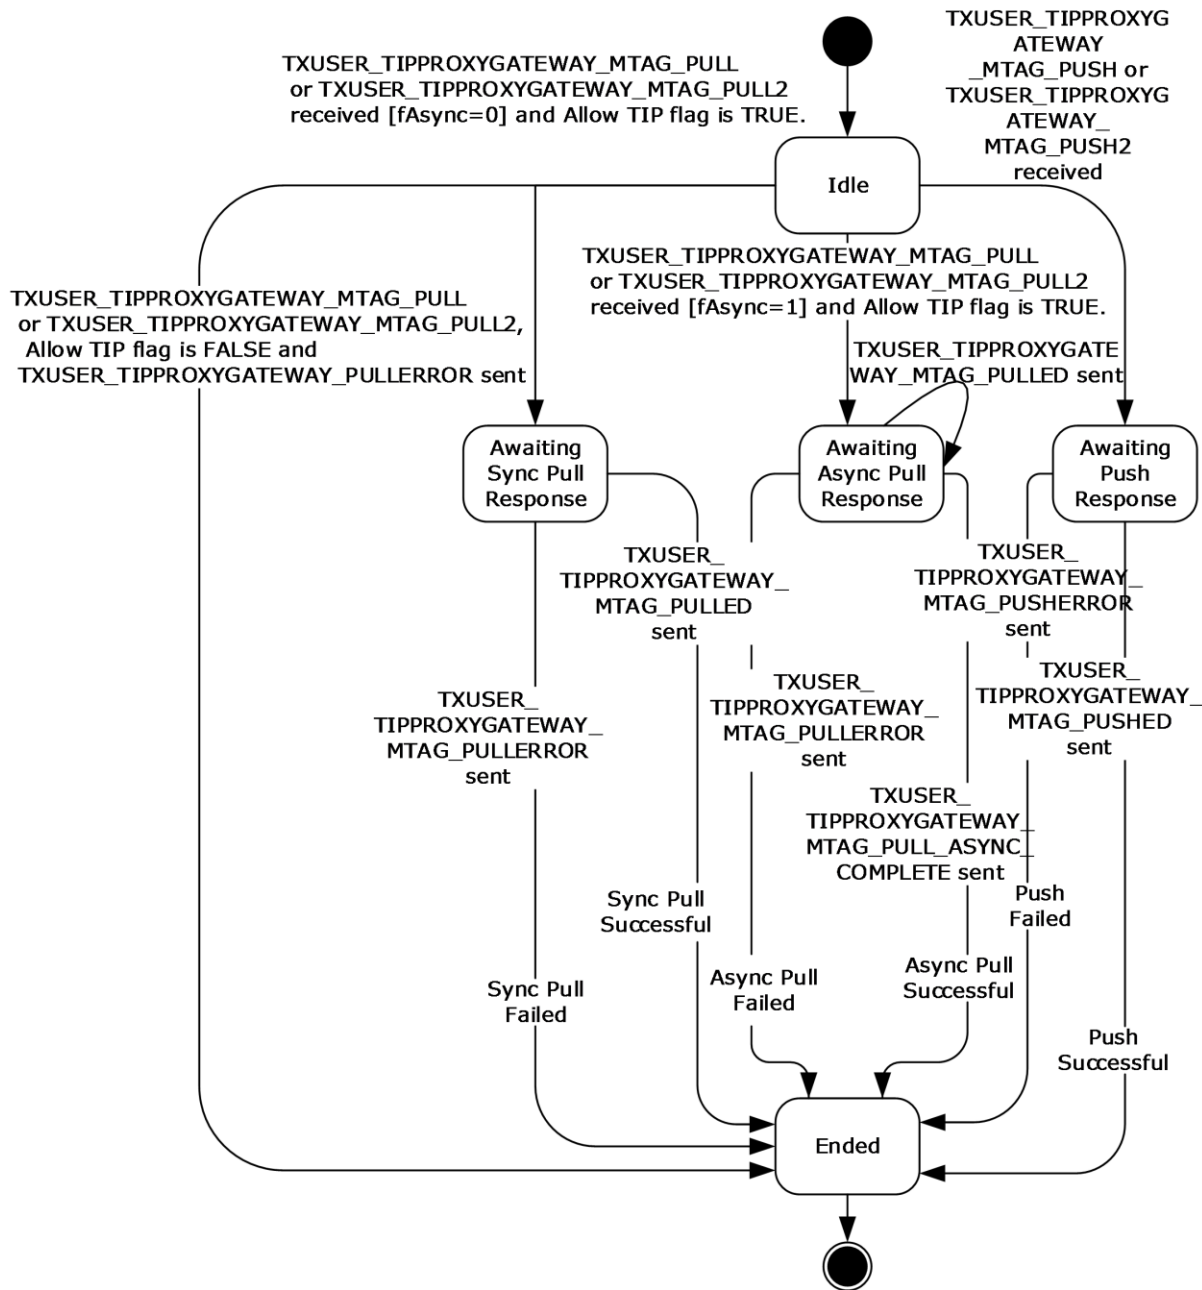 TXUSER_TIPPROXYGATEWAY_MTAG_PULL
or TXUSER_TIPPROXYGATEWAY_MTAG_PULL2
received [fAsync=0] and Allow TIP flag is TRUE.
TXUSER_TIPPROXYG
ATEWAY
_MTAG_PUSH or
TXUSER_TIPPROXYG
ATEWAY_
MTAG_PUSH2
received
Idle
TXUSER_TIPPROXYGATEWAY_MTAG_PULL
or TXUSER_TIPPROXYGATEWAY_MTAG_PULL2
received [fAsync=1] and Allow TIP flag is TRUE.
TXUSER_TIPPROXYGATEWAY_MTAG_PULL
or TXUSER_TIPPROXYGATEWAY_MTAG_PULL2,
Allow TIP flag is FALSE and
TXUSER_TIPPROXYGATEWAY_PULLERROR sent
TXUSER_TIPPROXYGATE
WAY_MTAG_PULLED sent
Awaiting
Sync Pull
Response
Awaiting
Async Pull
Response
Awaiting
Push
Response
TXUSER_
TIPPROXYGATEWAY_
MTAG_PULLED
sent
TXUSER_
TIPPROXYGATEWAY_
MTAG_PUSHERROR
sent
TXUSER_
TIPPROXYGATEWAY_
MTAG_PULLERROR
sent
TXUSER_
TIPPROXYGATEWAY_
MTAG_PULLERROR
sent
TXUSER_
TIPPROXYGATEWAY_
MTAG_PUSHED
sent
TXUSER_
TIPPROXYGATEWAY_
MTAG_PULL_ASYNC_
COMPLETE sent
Sync Pull
Successful
Push
Failed
Sync Pull
Failed
Async Pull
Failed
Async Pull
Successful
Push
Successful
Ended